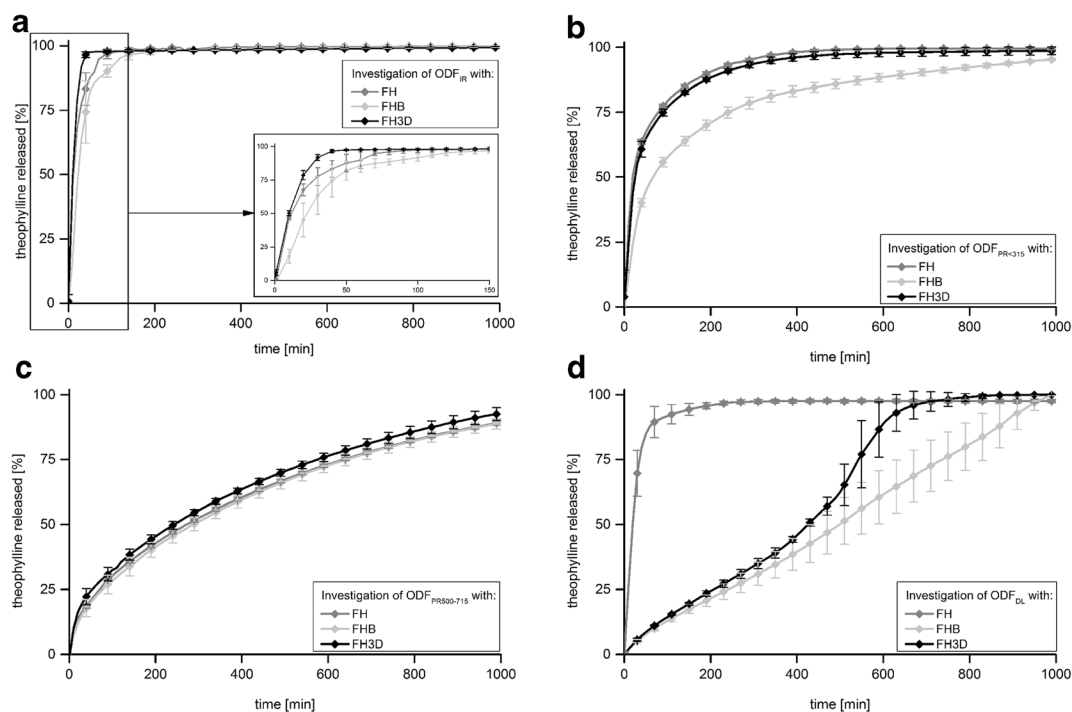 a
theophylline released [%]
100
75
50
25
0
0 200 400 600 800 1000
time [min]
Investigation of ODF_IR with:
FH
FHB
FH3D
100
75
50
25
0
0 50 100 150
b
theophylline released [%]
100
75
50
25
0
0 200 400 600 800 1000
time [min]
Investigation of ODF_PR<315 with:
FH
FHB
FH3D
c
theophylline released [%]
100
75
50
25
0
0 200 400 600 800 1000
time [min]
Investigation of ODF_PR500-715 with:
FH
FHB
FH3D
d
theophylline released [%]
100
75
50
25
0
0 200 400 600 800 1000
time [min]
Investigation of ODF_DL with:
FH
FHB
FH3D